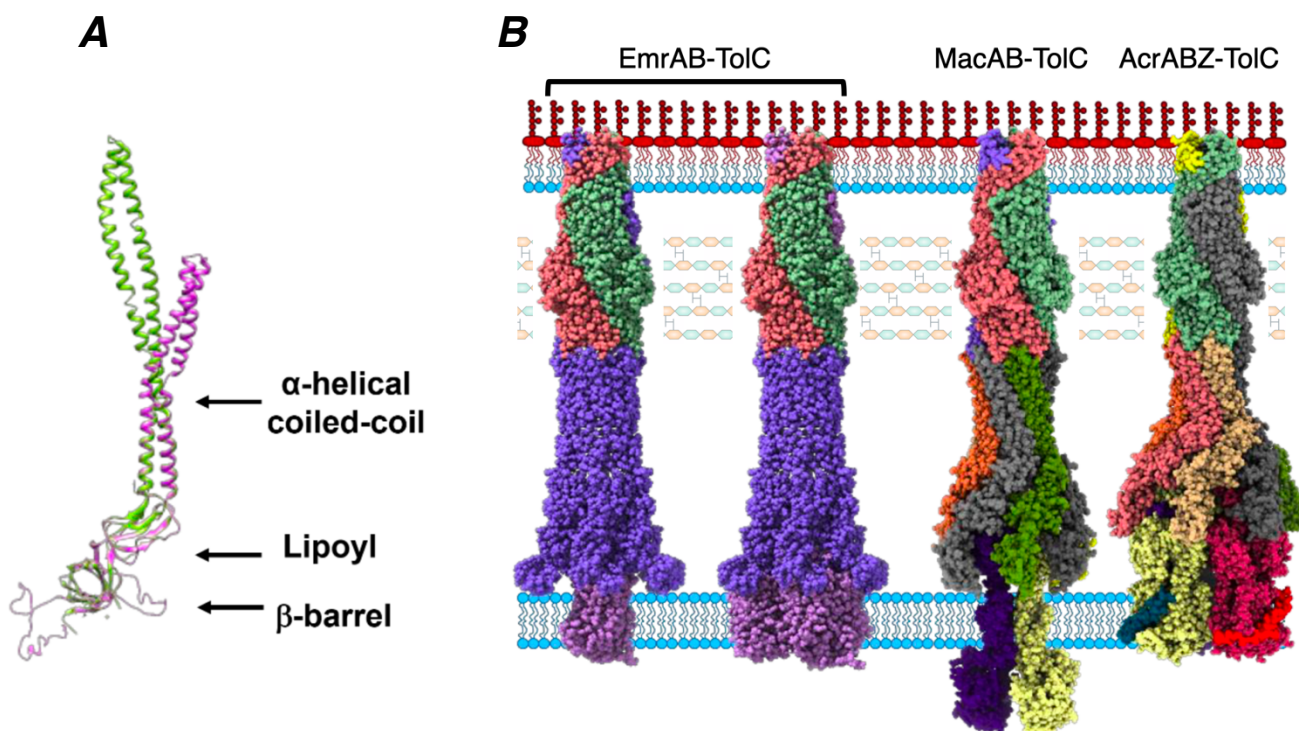 A
B
EmrAB-TolC
MacAB-TolC
AcrABZ-TolC
α-helical
coiled-coil
Lipoyl
β-barrel